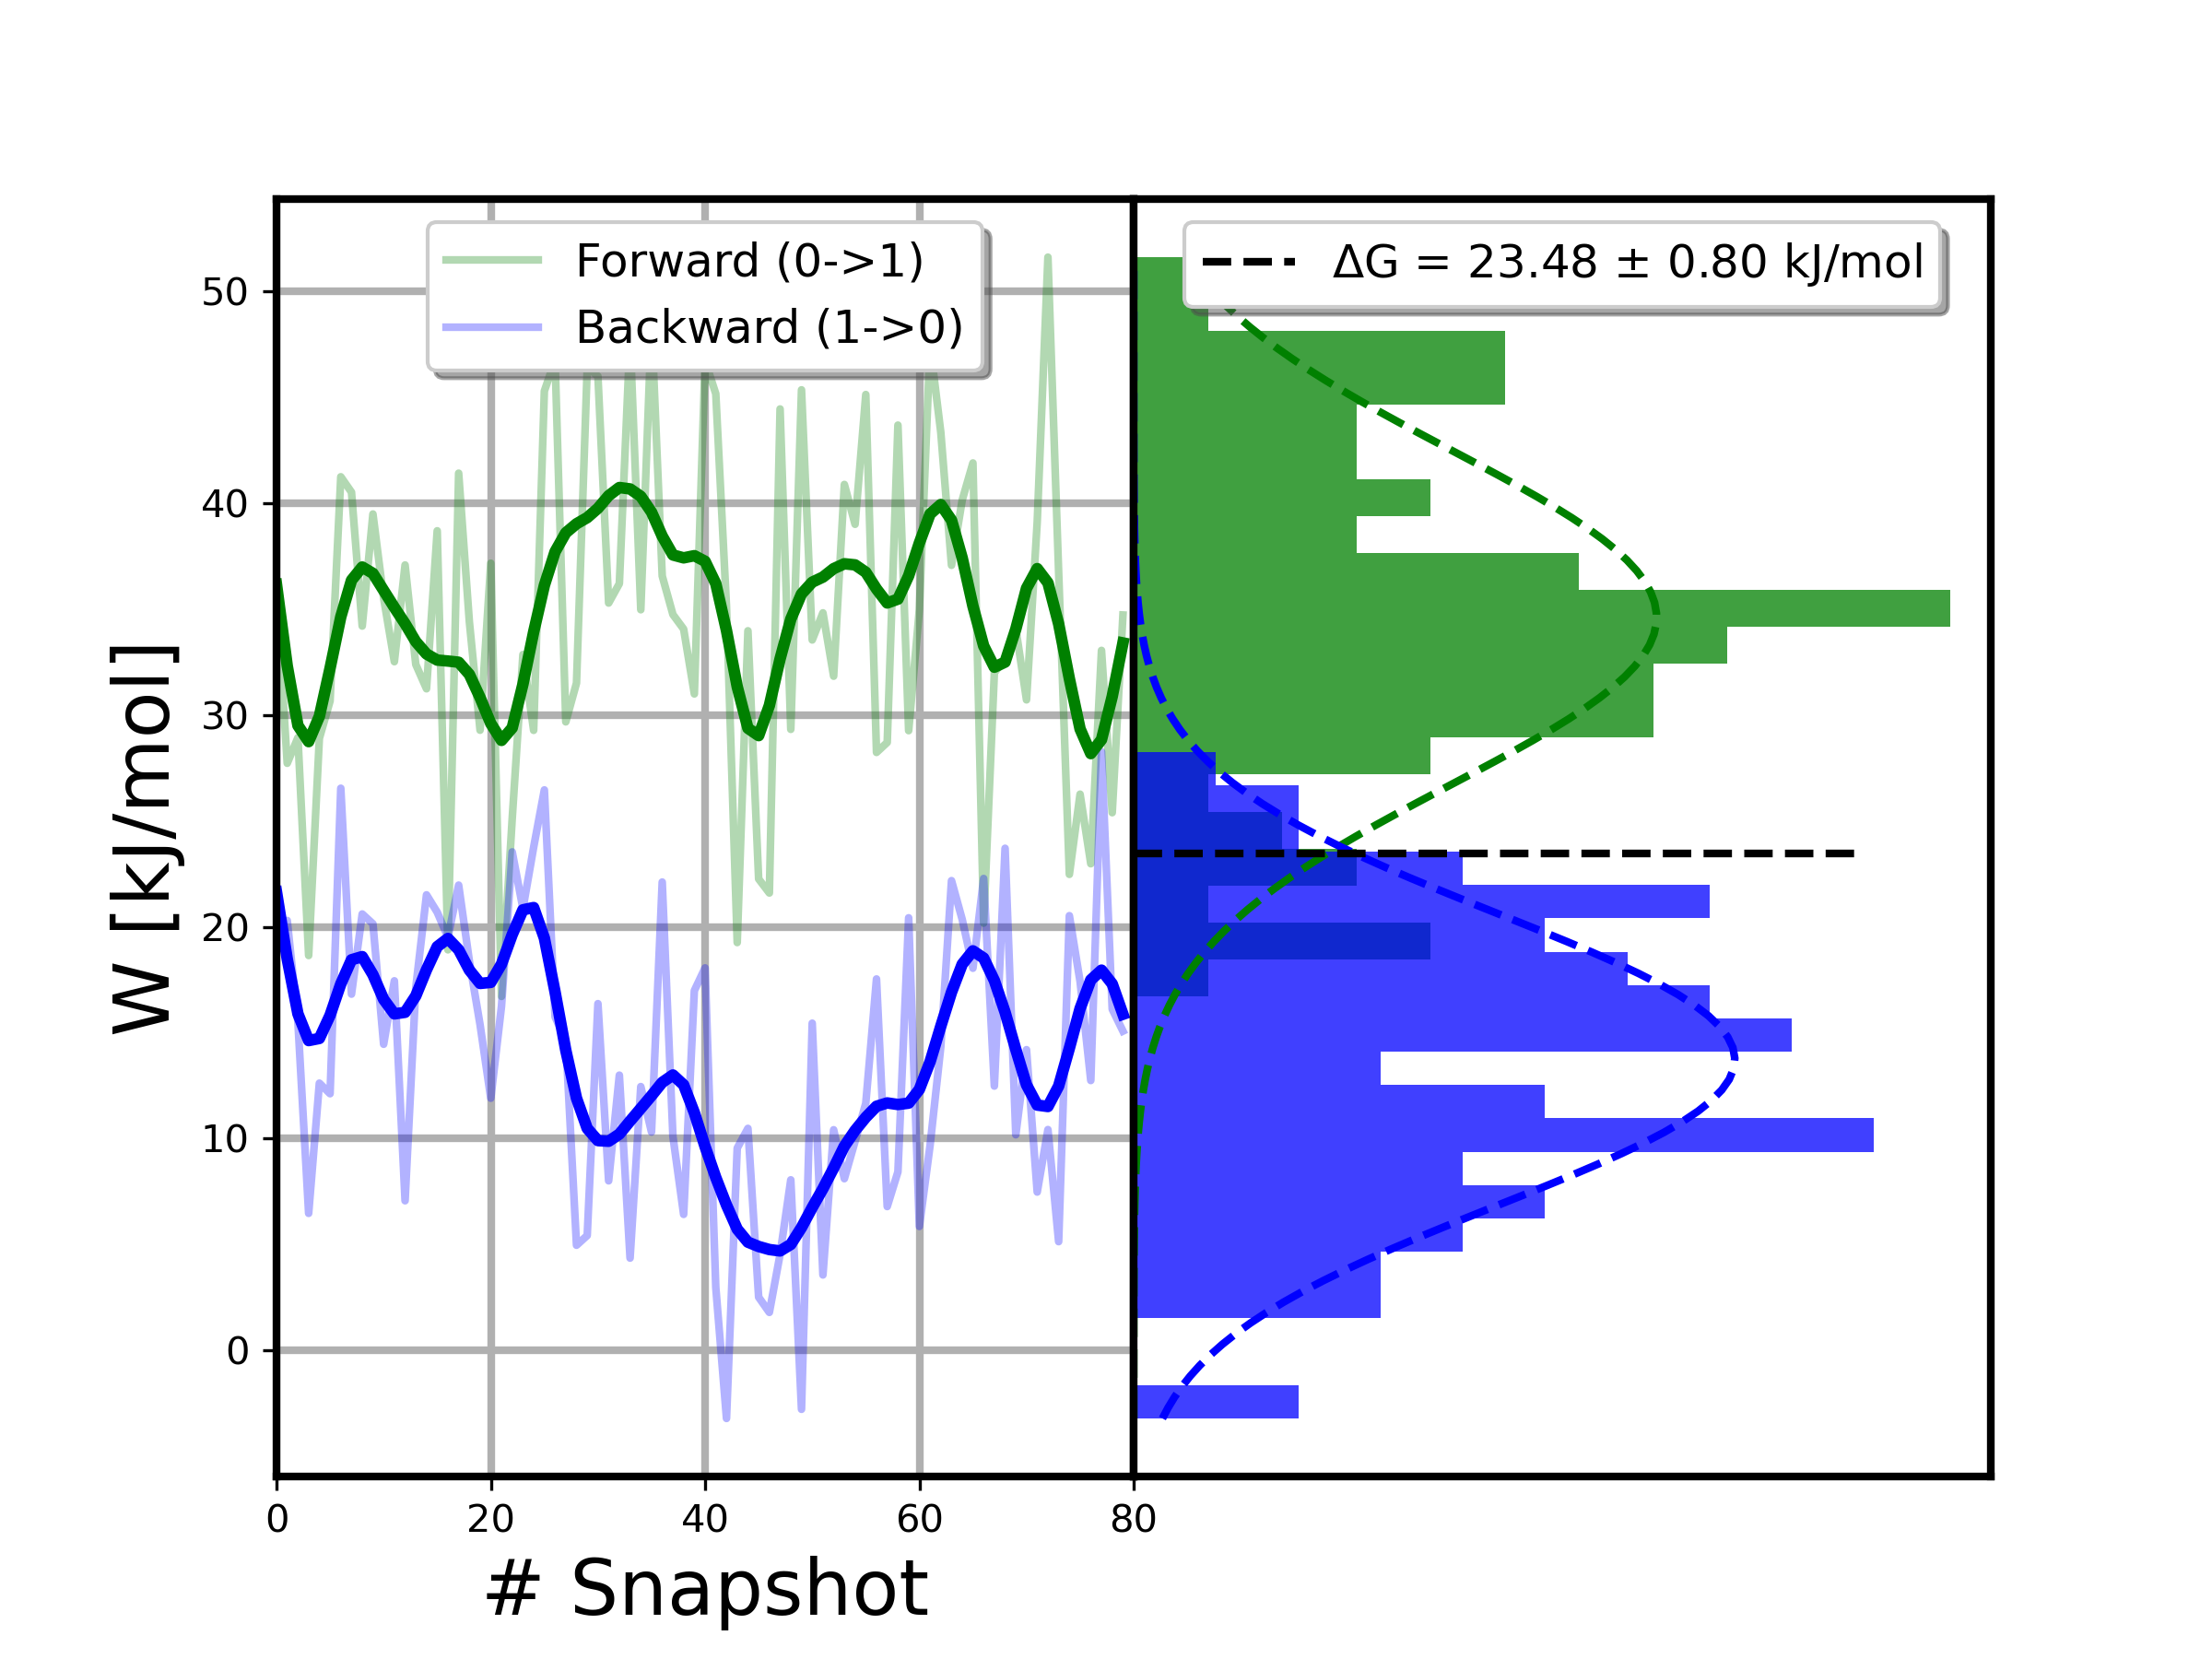 Forward (0->1)
Backward (1->0)
ΔG = 23.48 ± 0.80 kJ/mol
50
40
30
20
10
0
W [kJ/mol]
0 20 40 60 80
# Snapshot